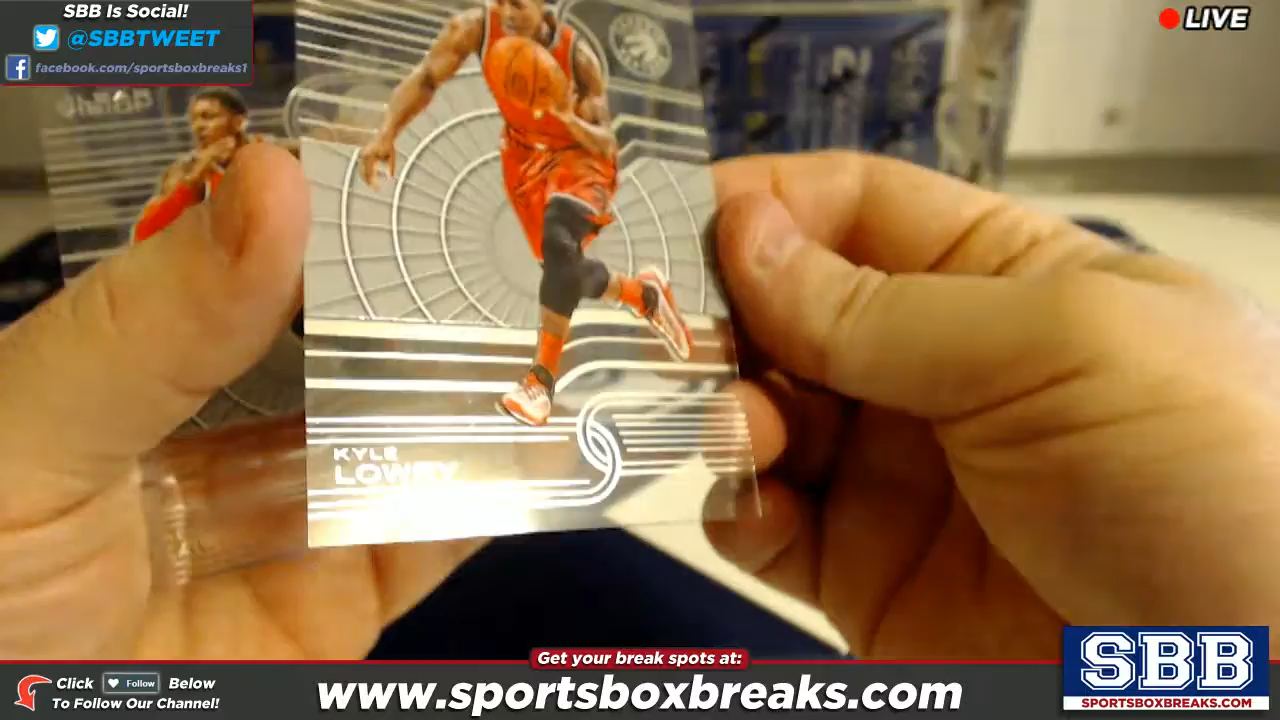 SBB Is Social!
@SBBTWEET
facebook.com/sportsboxbreaks1
LIVE
KYLE
LOWRY
Get your break spots at:
Click Follow Below
To Follow Our Channel!
www.sportsboxbreaks.com
SBB
SPORTSBOXBREAKS.COM